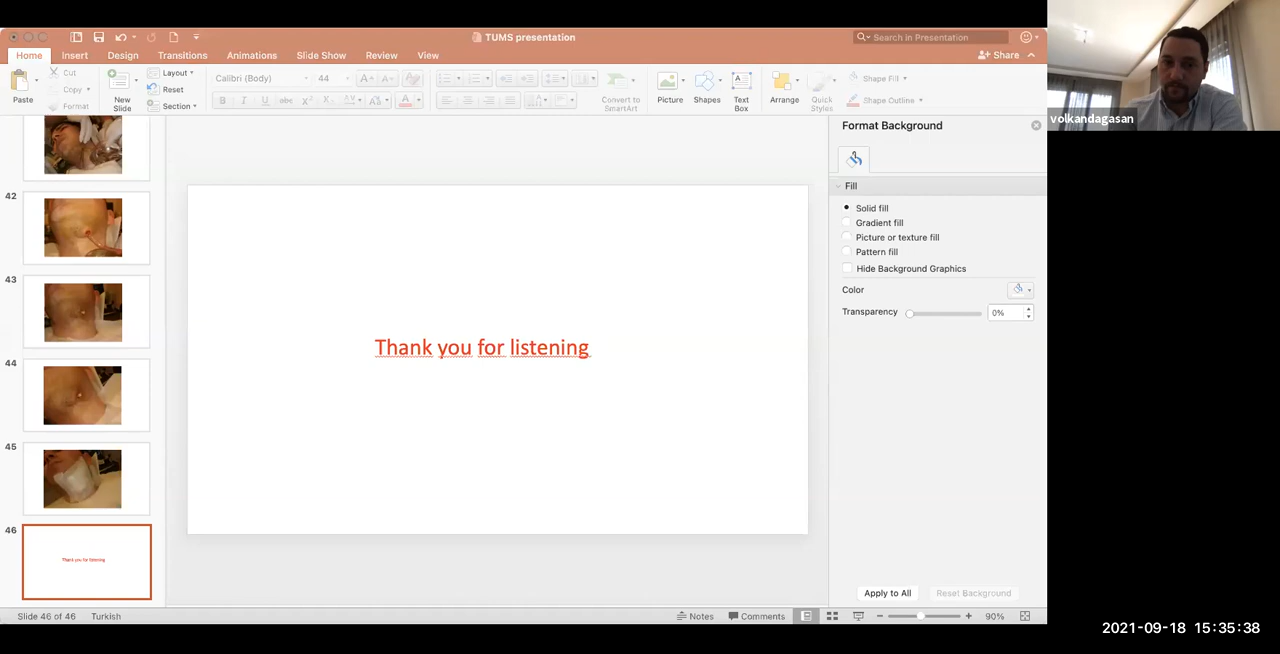 TUMS presentation
Search in Presentation
Home Insert Design Transitions Animations Slide Show Review View
Share
Paste
Cut
Copy
Format
New Slide
Layout
Reset
Section
Calibri (Body) 44
Convert to SmartArt
Picture
Shapes
Text Box
Arrange
Quick Styles
Shape Fill
Shape Outline
volkandagasan
42
43
44
45
46
Thank you for listening
Thank you for listening
Format Background
Fill
Solid fill
Gradient fill
Picture or texture fill
Pattern fill
Hide Background Graphics
Color
Transparency 0%
Apply to All Reset Background
Slide 46 of 46 Turkish
Notes Comments 90%
2021-09-18 15:35:38